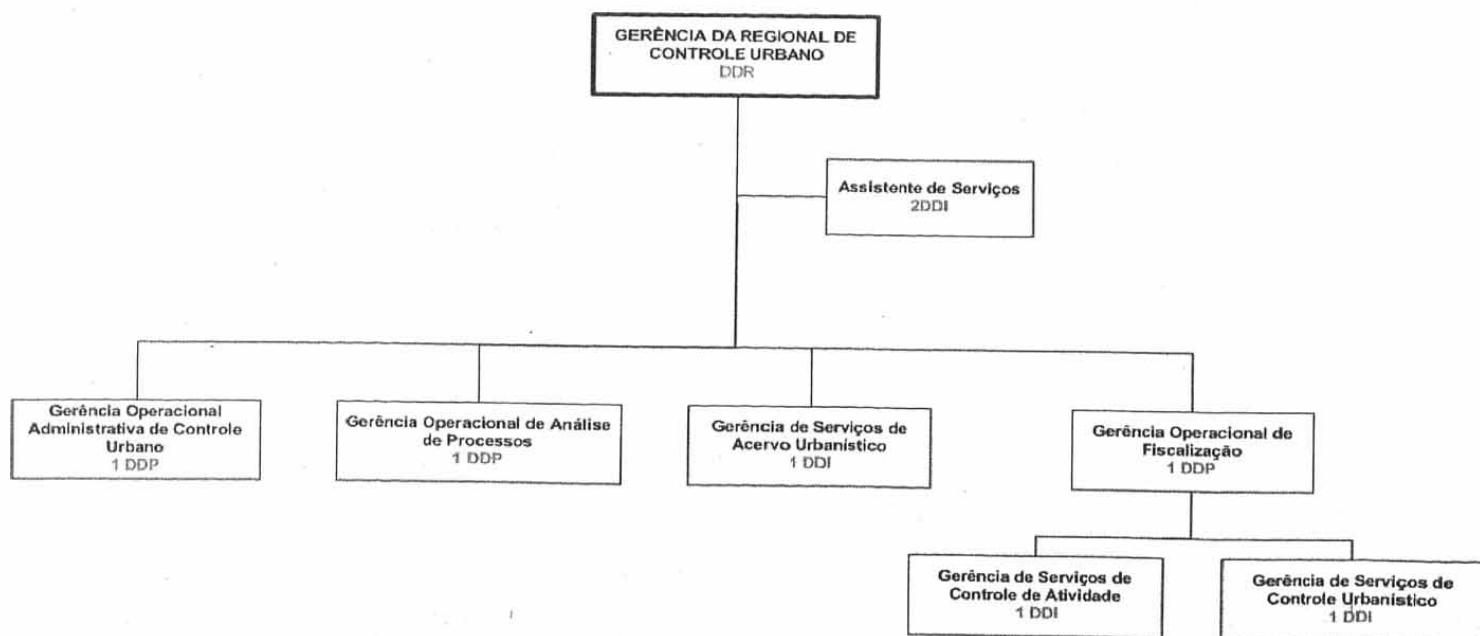 GERÊNCIA DA REGIONAL DE
CONTROLE URBANO
DDR
Assistente de Serviços
2DDI
Gerência Operacional
Administrativa de Controle
Urbano
1 DDP
Gerência Operacional de Análise
de Processos
1 DDP
Gerência de Serviços de
Acervo Urbanístico
1 DDI
Gerência Operacional de
Fiscalização
1 DDP
Gerência de Serviços de
Controle de Atividade
1 DDI
Gerência de Serviços de
Controle Urbanístico
1 DDI